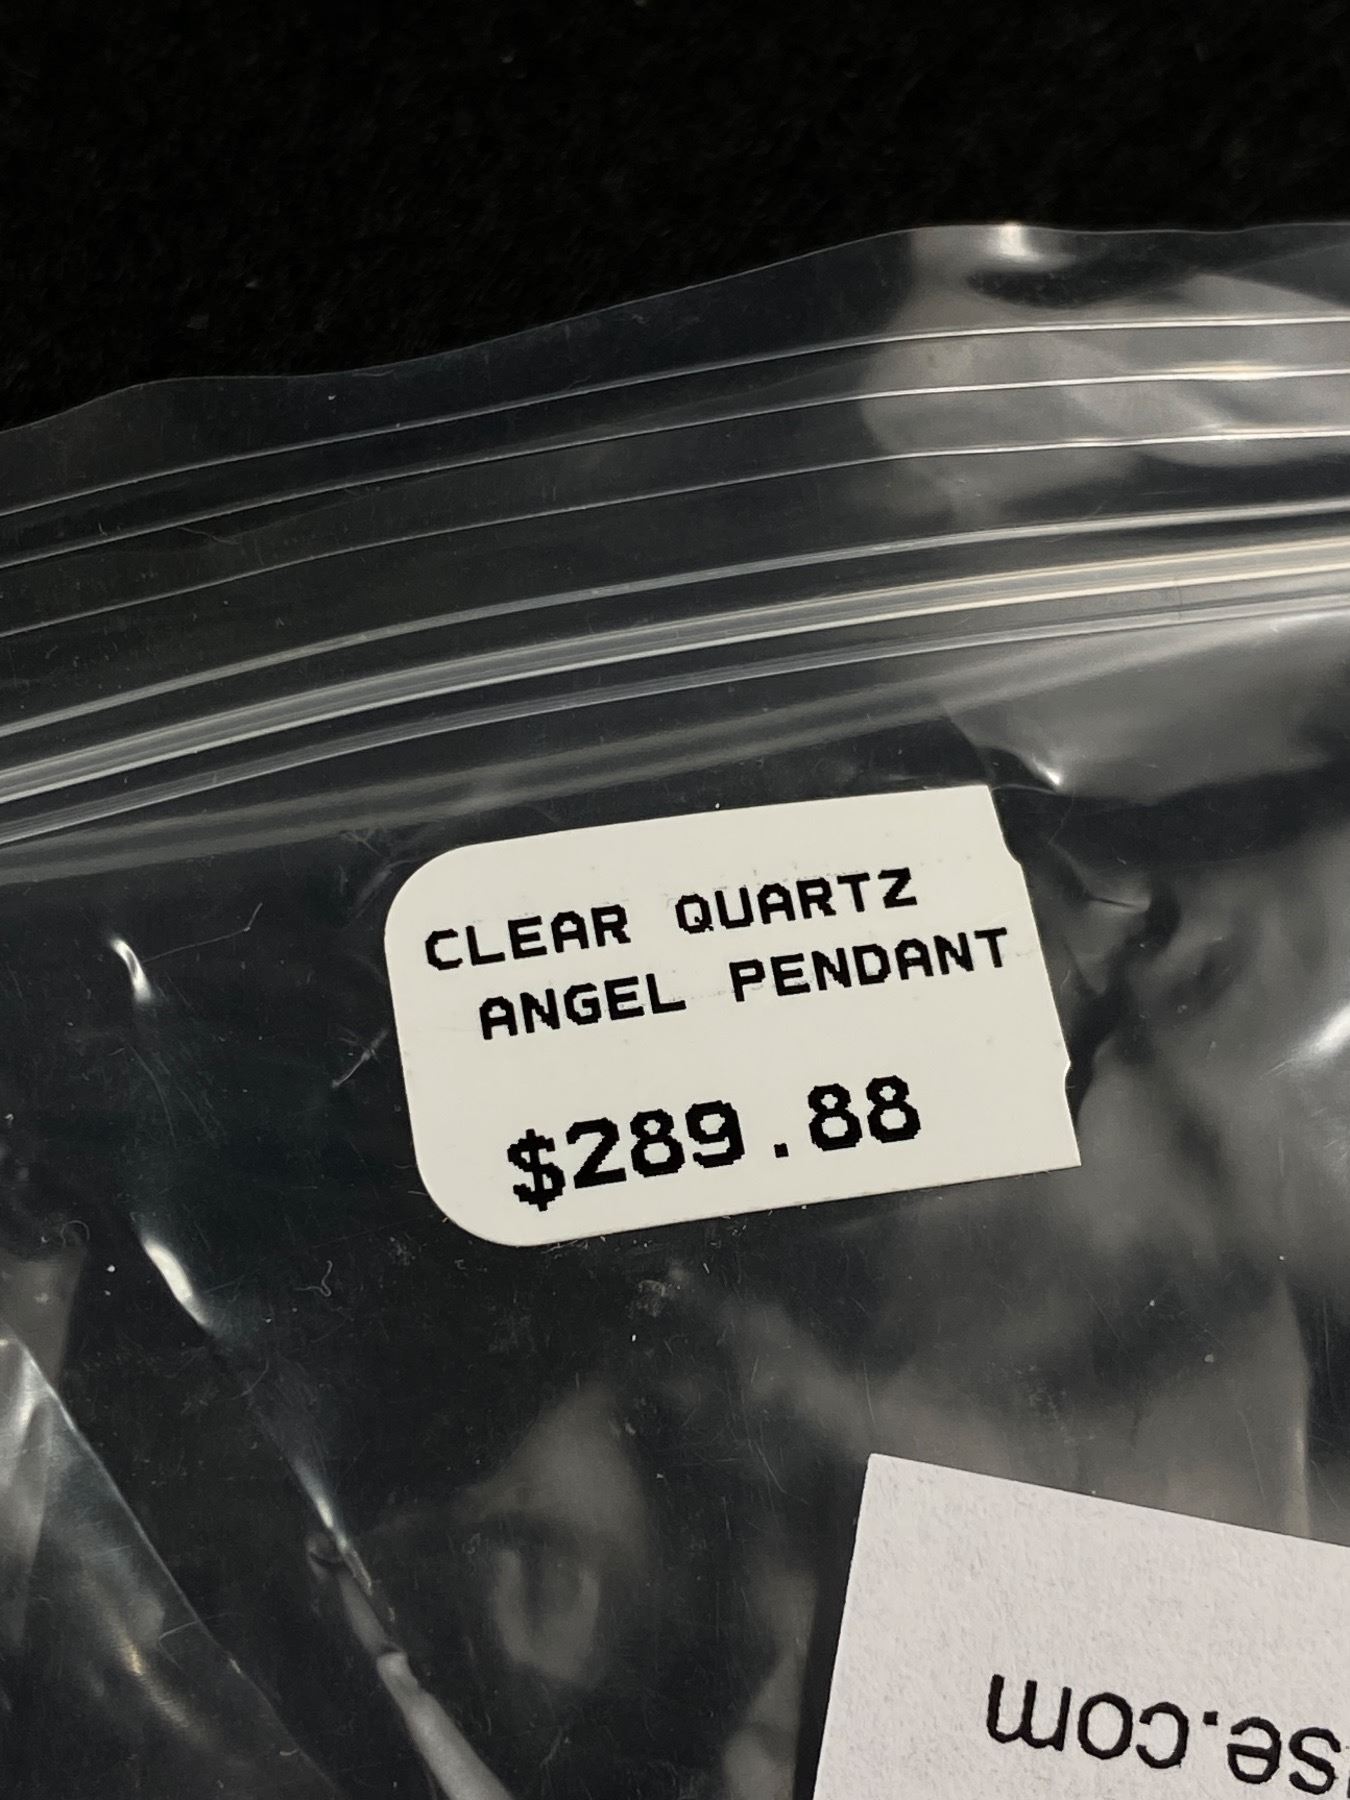 CLEAR QUARTZ
ANGEL PENDANT
$289.88
se.com